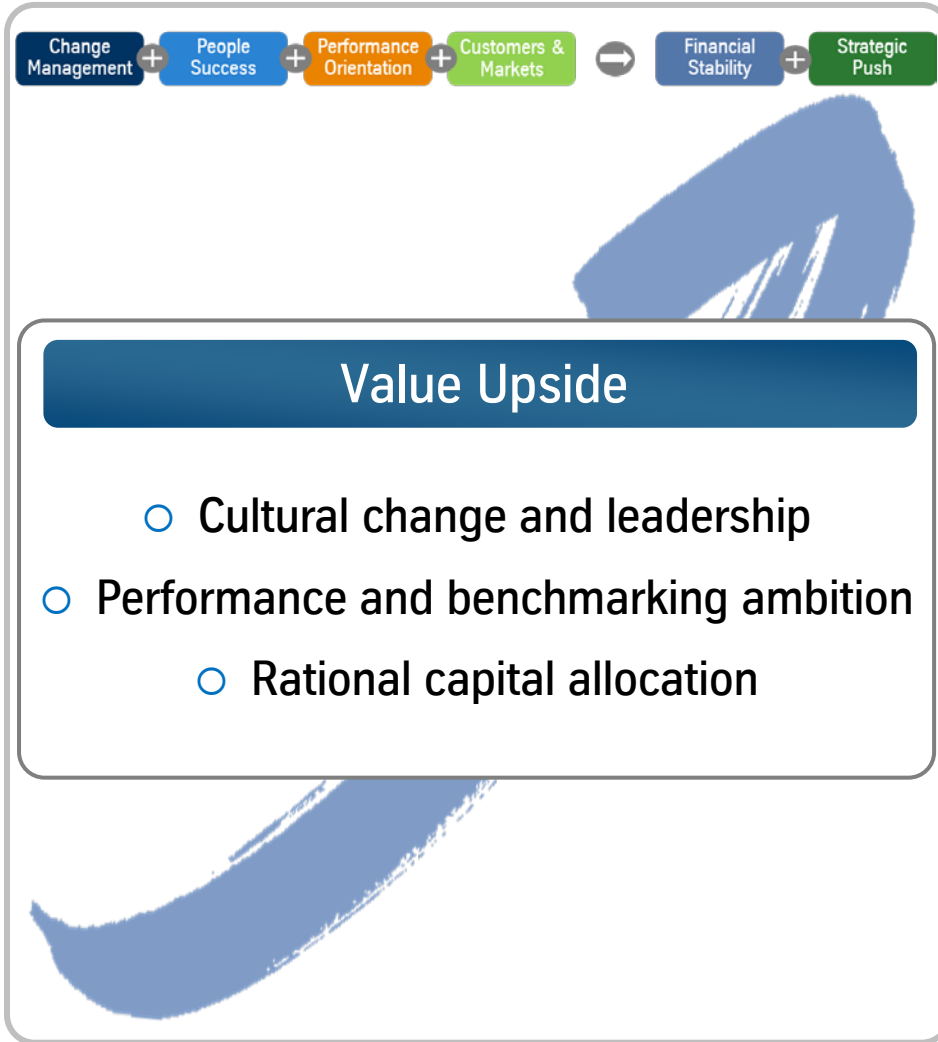 Change Management + People Success + Performance Orientation + Customers & Markets → Financial Stability + Strategic Push
Value Upside
○ Cultural change and leadership
○ Performance and benchmarking ambition
○ Rational capital allocation